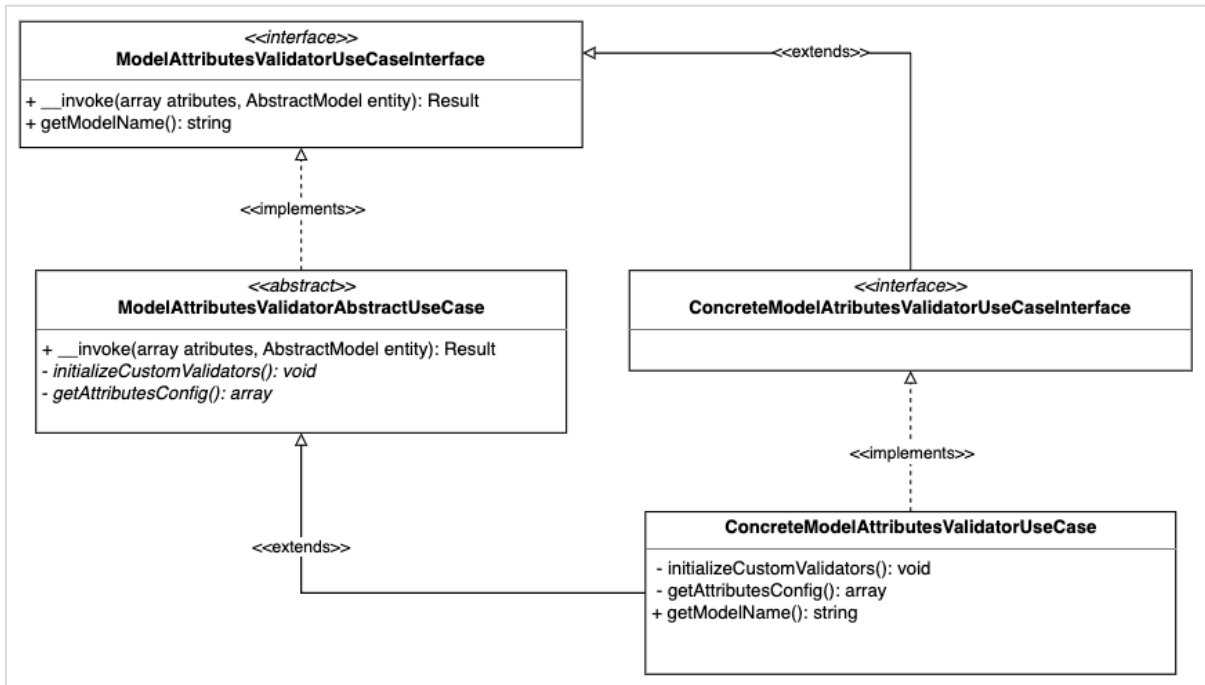 <<interface>>
ModelAttributesValidatorUseCaseInterface
+ __invoke(array atributes, AbstractModel entity): Result
+ getModelName(): string
<<extends>>
<<implements>>
<<abstract>>
ModelAttributesValidatorAbstractUseCase
+ __invoke(array atributes, AbstractModel entity): Result
- initializeCustomValidators(): void
- getAttributesConfig(): array
<<interface>>
ConcreteModelAtributesValidatorUseCaseInterface
<<implements>>
<<extends>>
ConcreteModelAttributesValidatorUseCase
- initializeCustomValidators(): void
- getAttributesConfig(): array
+ getModelName(): string